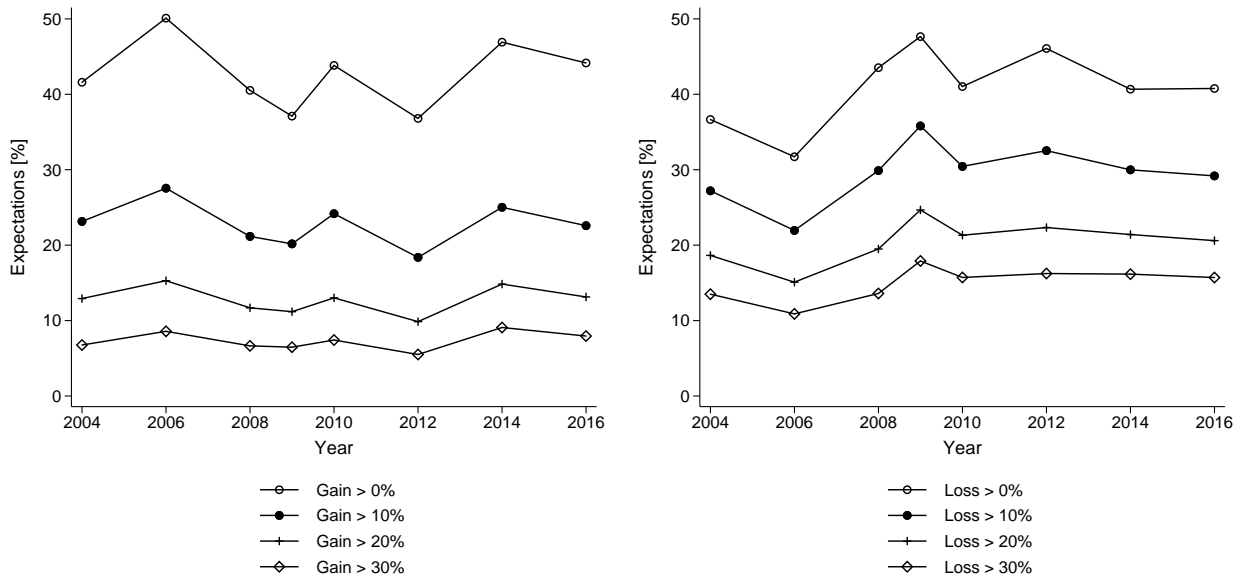 50
40
30
20
10
0
Expectations [%]
2004 2006 2008 2010 2012 2014 2016
Year
Gain > 0%
Gain > 10%
Gain > 20%
Gain > 30%
50
40
30
20
10
0
Expectations [%]
2004 2006 2008 2010 2012 2014 2016
Year
Loss > 0%
Loss > 10%
Loss > 20%
Loss > 30%